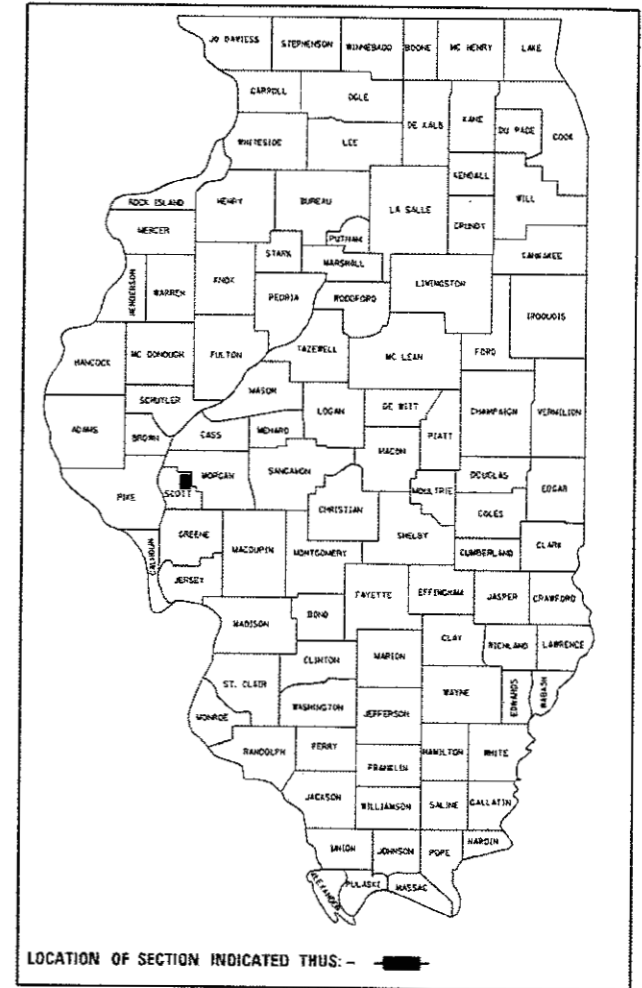 JO DAVIESS STEPHENSON WINNEBAGO BOONE MC HENRY LAKE
CARROLL OGLE
DE KALB KANE DU PAGE COOK
WHITESIDE LEE
KENDALL
ROCK ISLAND HENRY BUREAU LA SALLE GRUNDY WILL
MERCER PUTNAM
STARK MARSHALL KANKAKEE
HENDERSON WARREN KNOX PEORIA WOODFORD LIVINGSTON
IROQUOIS
HANCOCK MC DONOUGH FULTON TAZEWELL MC LEAN FORD
SCHUYLER MASON
ADAMS BROWN CASS MENARD LOGAN DE WITT CHAMPAIGN VERMILION
MACON PIATT
PIKE SCOTT MORGAN SANGAMON MOULTRIE DOUGLAS EDGAR
CHRISTIAN COLES
CALHOUN GREENE MACOUPIN MONTGOMERY SHELBY CUMBERLAND CLARK
JERSEY
FAYETTE EFFINGHAM JASPER CRAWFORD
MADISON BOND
CLAY RICHLAND LAWRENCE
CLINTON MARION
ST. CLAIR WAYNE EDWARDS WABASH
MONROE WASHINGTON JEFFERSON
RANDOLPH PERRY HAMILTON WHITE
FRANKLIN
JACKSON WILLIAMSON SALINE GALLATIN
UNION JOHNSON POPE HARDIN
ALEXANDER PULASKI MASSAC
LOCATION OF SECTION INDICATED THUS: -